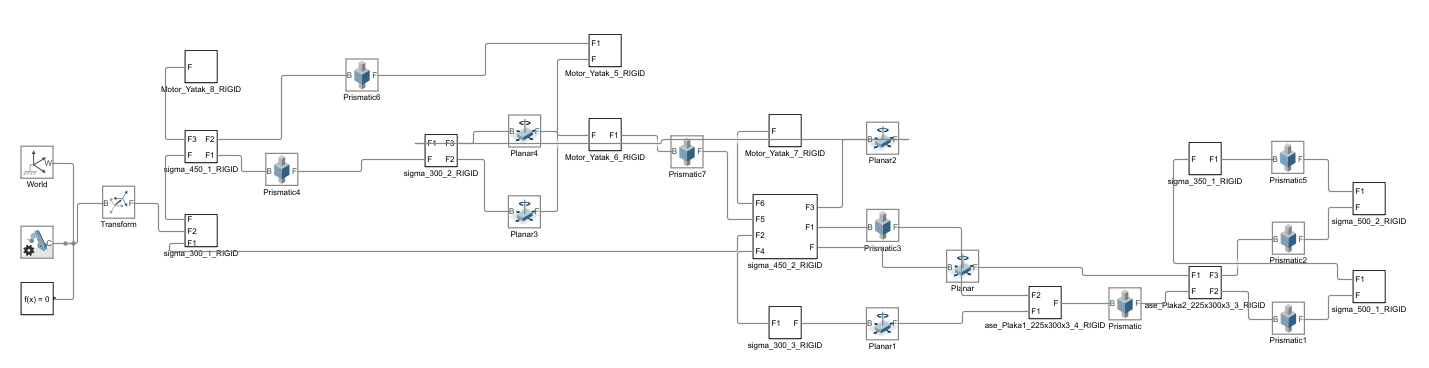 F1
F
Motor_Yatak_5_RIGID
F
Motor_Yatak_8_RIGID
B
F
Prismatic6
F3
F2
F
F1
sigma_450_1_RIGID
B
F
Prismatic4
F1
F3
F
F2
sigma_300_2_RIGID
B
F
Planar4
F
F1
Motor_Yatak_6_RIGID
B
F
Prismatic7
F
Motor_Yatak_7_RIGID
B
F
Planar2
W
World
B
F
Transform
C
f(x) = 0
F
F2
F1
sigma_300_1_RIGID
B
F
Planar3
F6
F5
F2
F4
F3
F1
F
sigma_450_2_RIGID
B
F
Prismatic3
B
F
Planar
F1
F
sigma_300_3_RIGID
B
F
Planar1
F2
F1
F
ase_Plaka1_225x300x3_4_RIGID
B
F
Prismatic
F1
F3
F
F2
ase_Plaka2_225x300x3_3_RIGID
F
F1
sigma_350_1_RIGID
B
F
Prismatic5
F1
F
sigma_500_2_RIGID
B
F
Prismatic2
F1
F
sigma_500_1_RIGID
B
F
Prismatic1